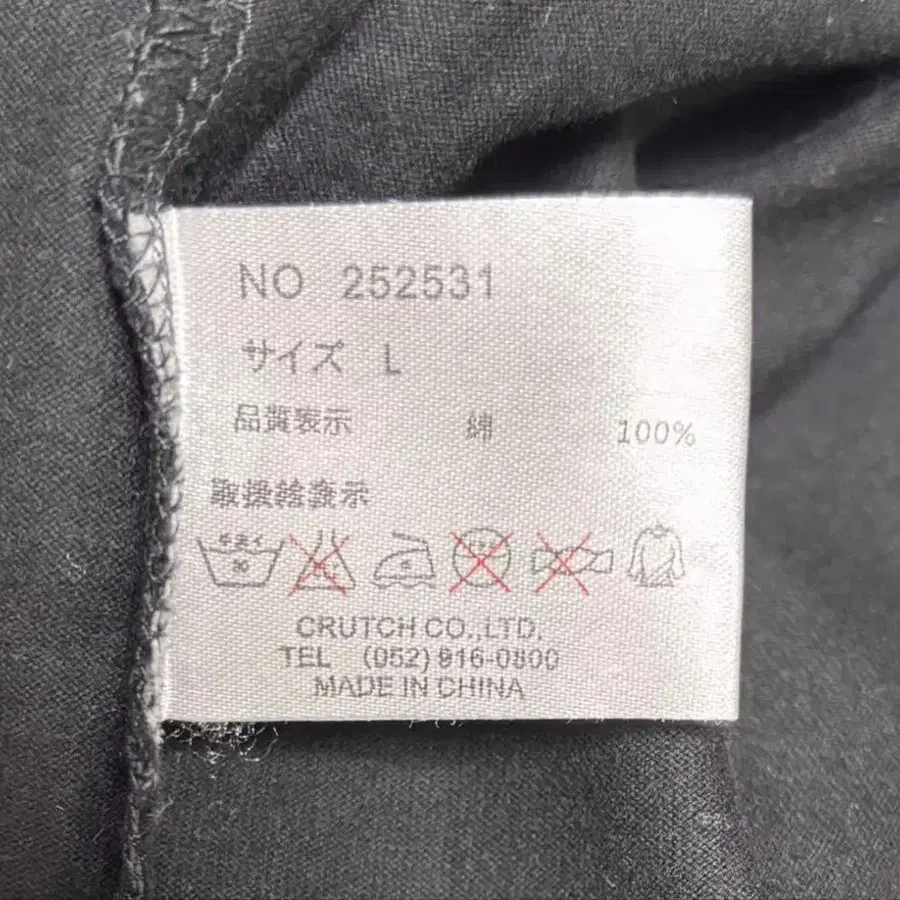 NO 252531
サイズ L
品質表示 綿 100%
取扱絵表示
CRUTCH CO.,LTD.
TEL (052) 916-0800
MADE IN CHINA